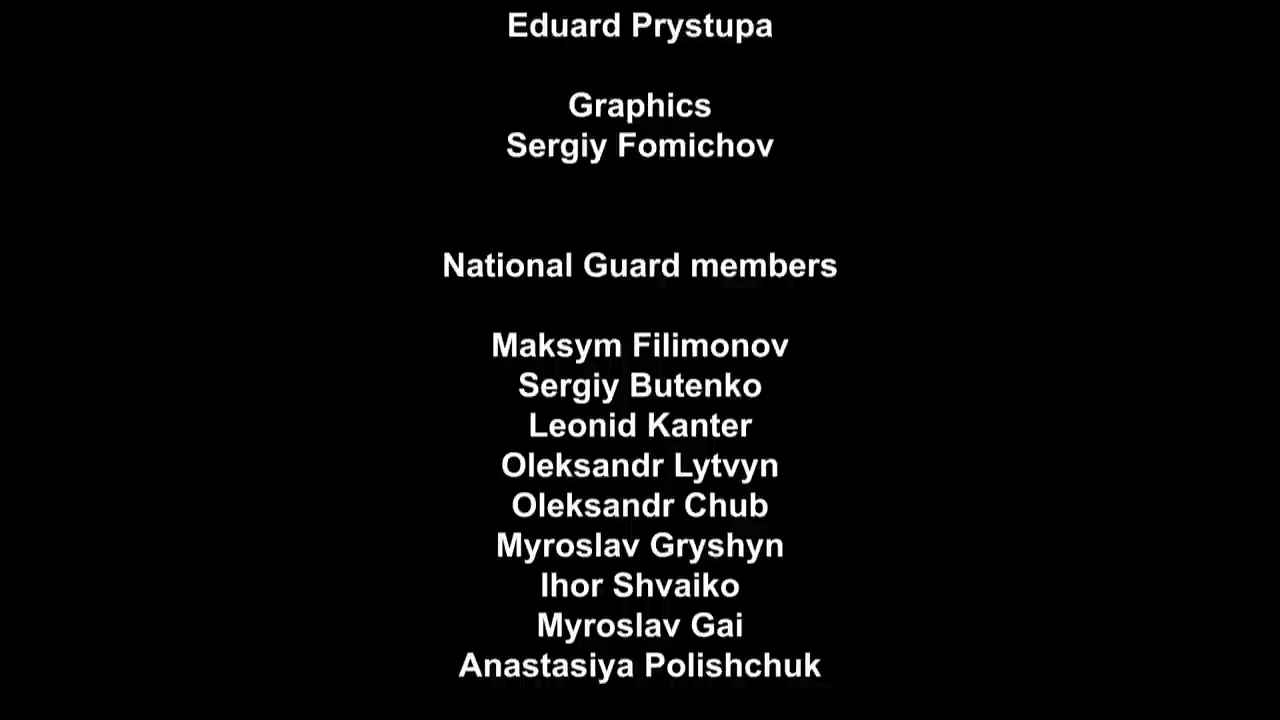 Eduard Prystupa
Graphics
Sergiy Fomichov
National Guard members
Maksym Filimonov
Sergiy Butenko
Leonid Kanter
Oleksandr Lytvyn
Oleksandr Chub
Myroslav Gryshyn
Ihor Shvaiko
Myroslav Gai
Anastasiya Polishchuk